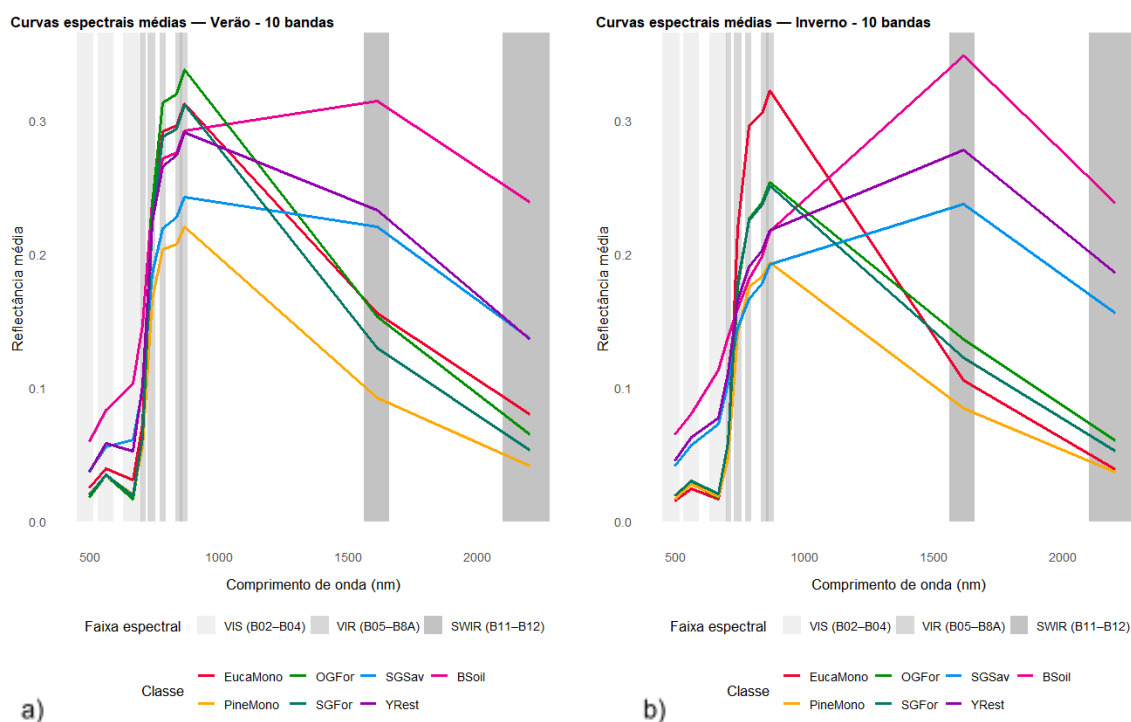 Curvas espectrais médias — Verão - 10 bandas
Reflectância média
0.3
0.2
0.1
0.0
500
1000
1500
2000
Comprimento de onda (nm)
Faixa espectral
VIS (B02–B04)
VIR (B05–B8A)
SWIR (B11–B12)
Classe
EucaMono
OGFor
SGSav
BSoil
PineMono
SGFor
YRest
a)
Curvas espectrais médias — Inverno - 10 bandas
Reflectância média
0.3
0.2
0.1
0.0
500
1000
1500
2000
Comprimento de onda (nm)
Faixa espectral
VIS (B02–B04)
VIR (B05–B8A)
SWIR (B11–B12)
Classe
EucaMono
OGFor
SGSav
BSoil
PineMono
SGFor
YRest
b)